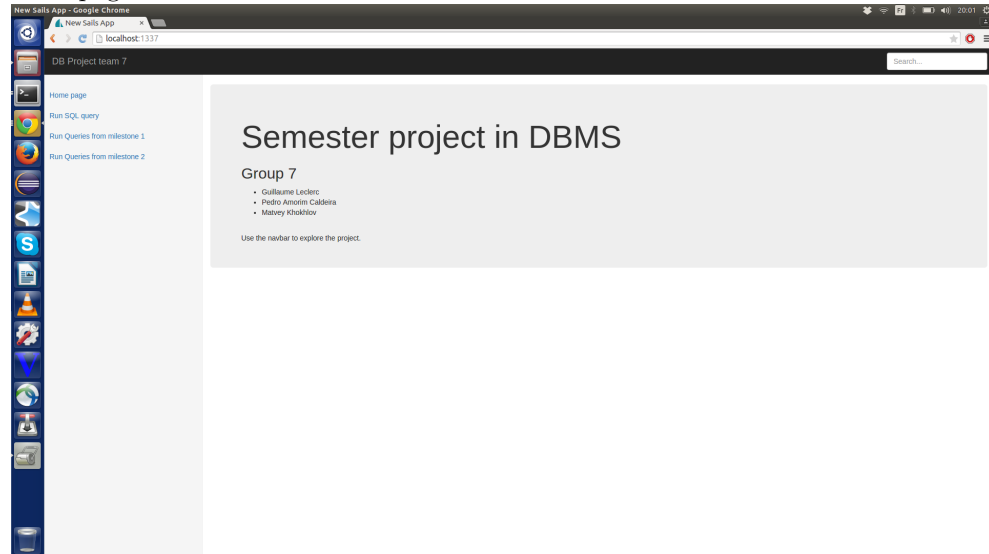 New Sails App - Google Chrome
Fr
20:01
New Sails App ×
localhost:1337
DB Project team 7
Search...
Home page
Run SQL query
Run Queries from milestone 1
Run Queries from milestone 2
Semester project in DBMS
Group 7
• Guillaume Leclerc
• Pedro Amorim Caldeira
• Matvey Khokhlov
Use the navbar to explore the project.